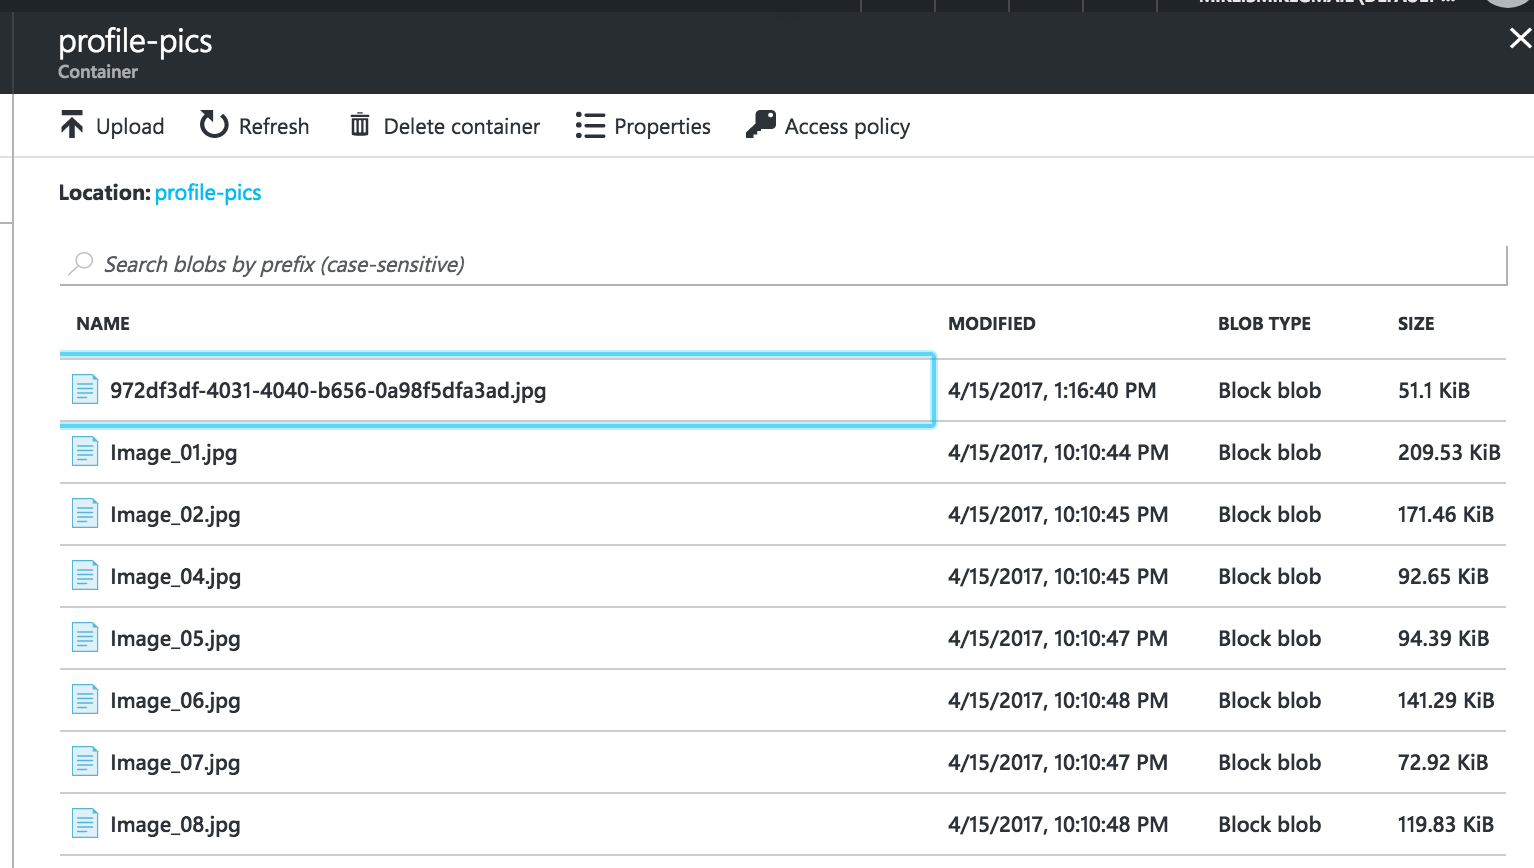 profile-pics
Container
Upload Refresh Delete container Properties Access policy
Location: profile-pics
Search blobs by prefix (case-sensitive)
NAME MODIFIED BLOB TYPE SIZE
972df3df-4031-4040-b656-0a98f5dfa3ad.jpg 4/15/2017, 1:16:40 PM Block blob 51.1 KiB
Image_01.jpg 4/15/2017, 10:10:44 PM Block blob 209.53 KiB
Image_02.jpg 4/15/2017, 10:10:45 PM Block blob 171.46 KiB
Image_04.jpg 4/15/2017, 10:10:45 PM Block blob 92.65 KiB
Image_05.jpg 4/15/2017, 10:10:47 PM Block blob 94.39 KiB
Image_06.jpg 4/15/2017, 10:10:48 PM Block blob 141.29 KiB
Image_07.jpg 4/15/2017, 10:10:47 PM Block blob 72.92 KiB
Image_08.jpg 4/15/2017, 10:10:48 PM Block blob 119.83 KiB